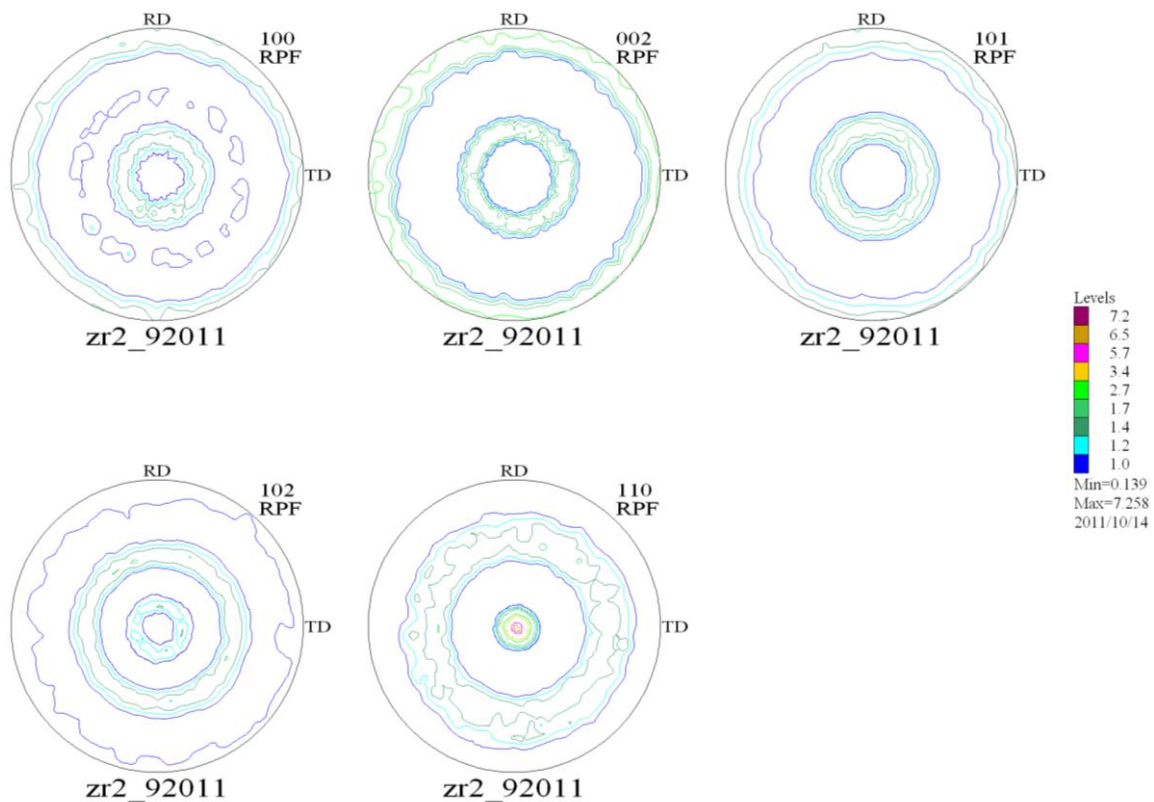 RD
100
RPF
TD
zr2_92011
RD
002
RPF
TD
zr2_92011
RD
101
RPF
TD
zr2_92011
Levels
7.2
6.5
5.7
3.4
2.7
1.7
1.4
1.2
1.0
Min=0.139
Max=7.258
2011/10/14
RD
102
RPF
TD
zr2_92011
RD
110
RPF
TD
zr2_92011